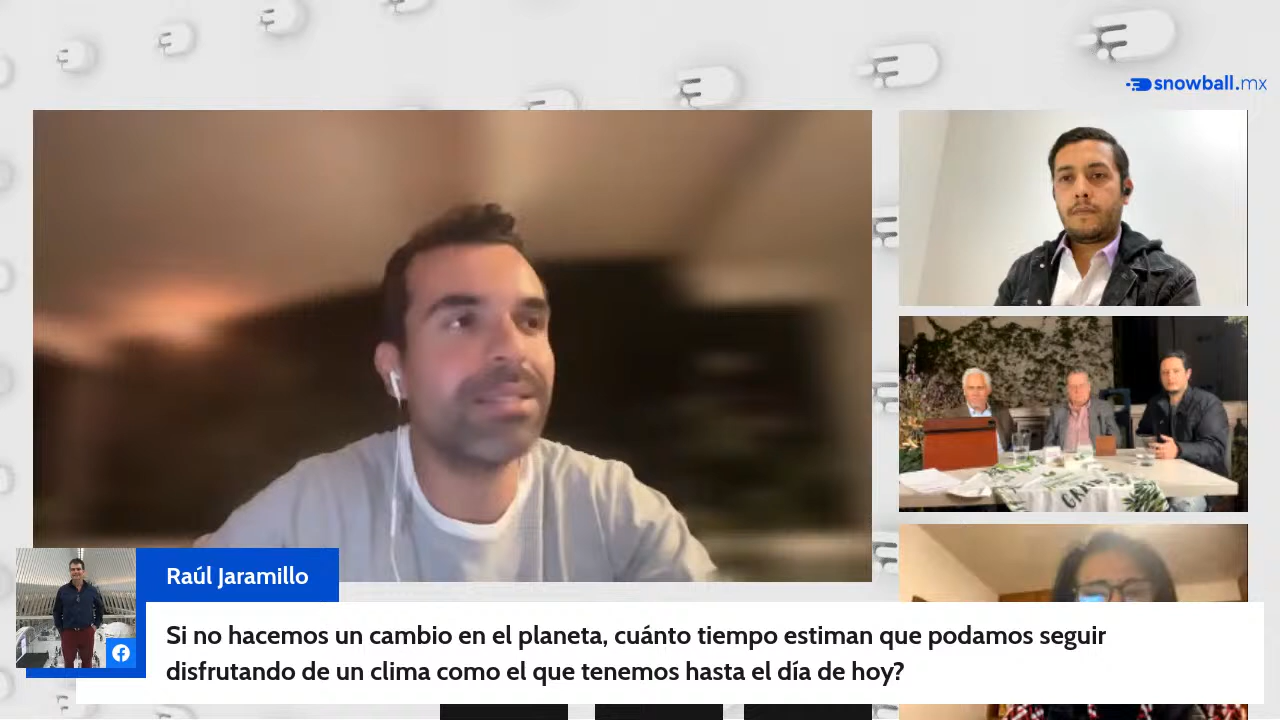 snowball.mx
Raúl Jaramillo
Si no hacemos un cambio en el planeta, cuánto tiempo estiman que podamos seguir
disfrutando de un clima como el que tenemos hasta el día de hoy?